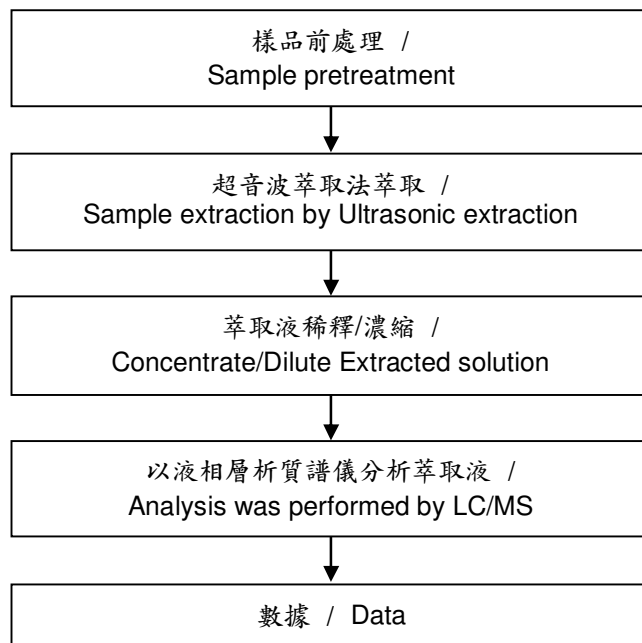 樣品前處理 /
Sample pretreatment
超音波萃取法萃取 /
Sample extraction by Ultrasonic extraction
萃取液稀釋/濃縮 /
Concentrate/Dilute Extracted solution
以液相層析質譜儀分析萃取液 /
Analysis was performed by LC/MS
數據 / Data